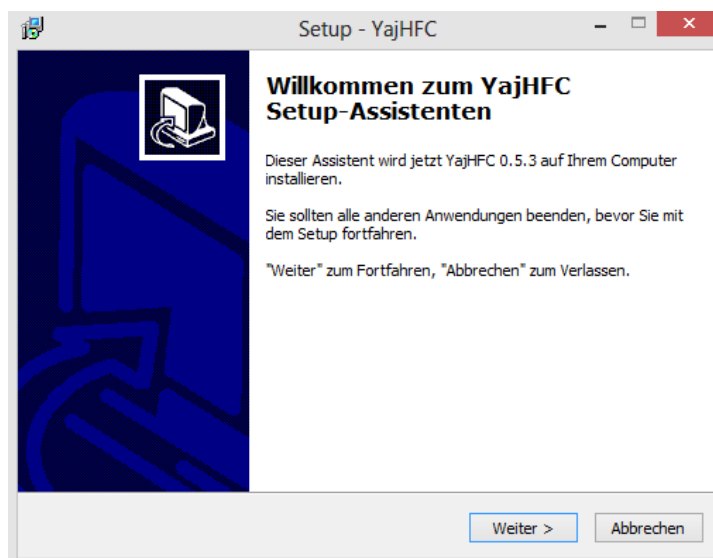 Setup - YajHFC
Willkommen zum YajHFC
Setup-Assistenten
Dieser Assistent wird jetzt YajHFC 0.5.3 auf Ihrem Computer
installieren.
Sie sollten alle anderen Anwendungen beenden, bevor Sie mit
dem Setup fortfahren.
"Weiter" zum Fortfahren, "Abbrechen" zum Verlassen.
Weiter >
Abbrechen